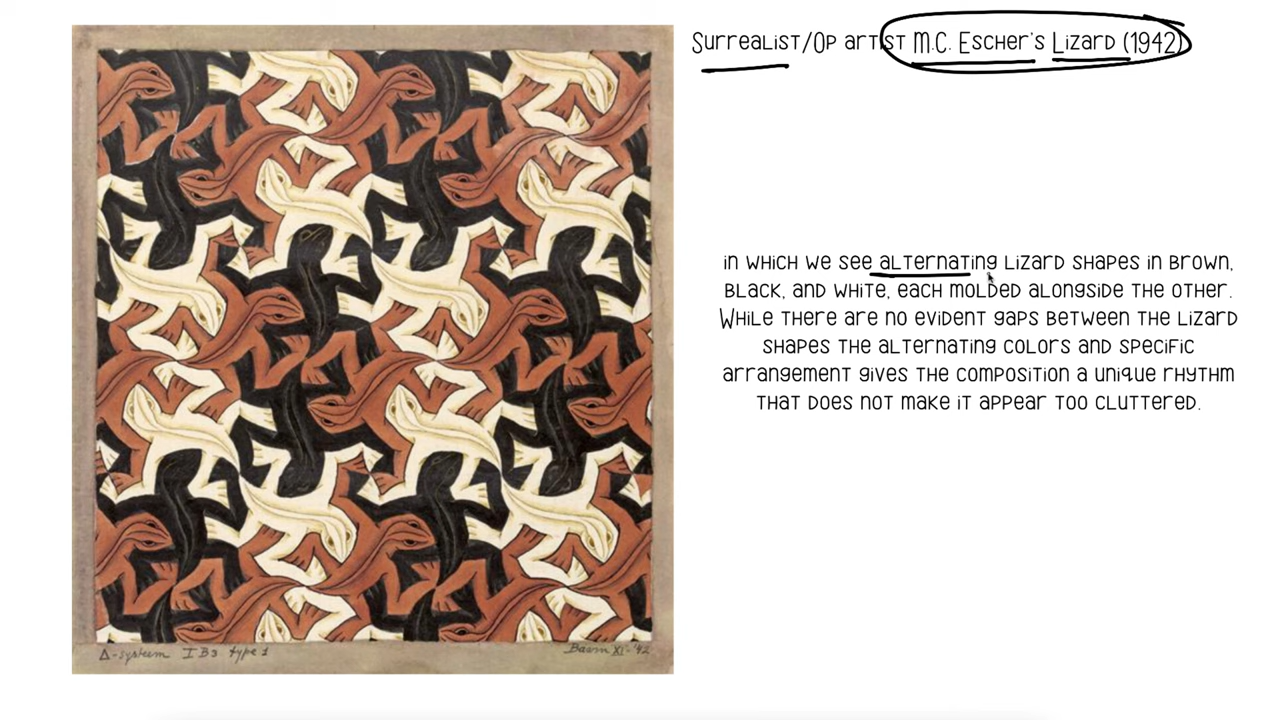 Surrealist/Op artist M.C. Escher's Lizard (1942)
in which we see alternating lizard shapes in brown,
black, and white, each molded alongside the other.
While there are no evident gaps between the lizard
shapes the alternating colors and specific
arrangement gives the composition a unique rhythm
that does not make it appear too cluttered.
Δ-systeem I B3 type 1
Baarn XI-'42